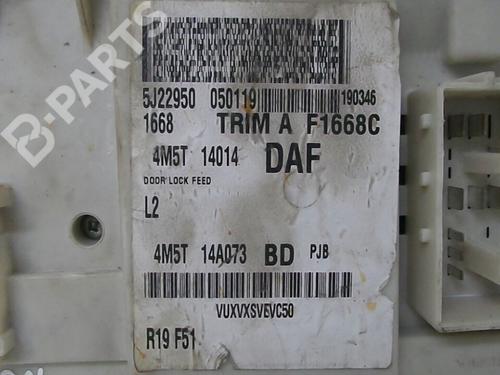 B-PARTS
5J22950 050119 190346
1668 TRIM A F1668C
4M5T 14014 DAF
DOOR LOCK FEED
L2
4M5T 14A073 BD PJB
VUXVXSVEVC50
R19 F51
B-PARTS